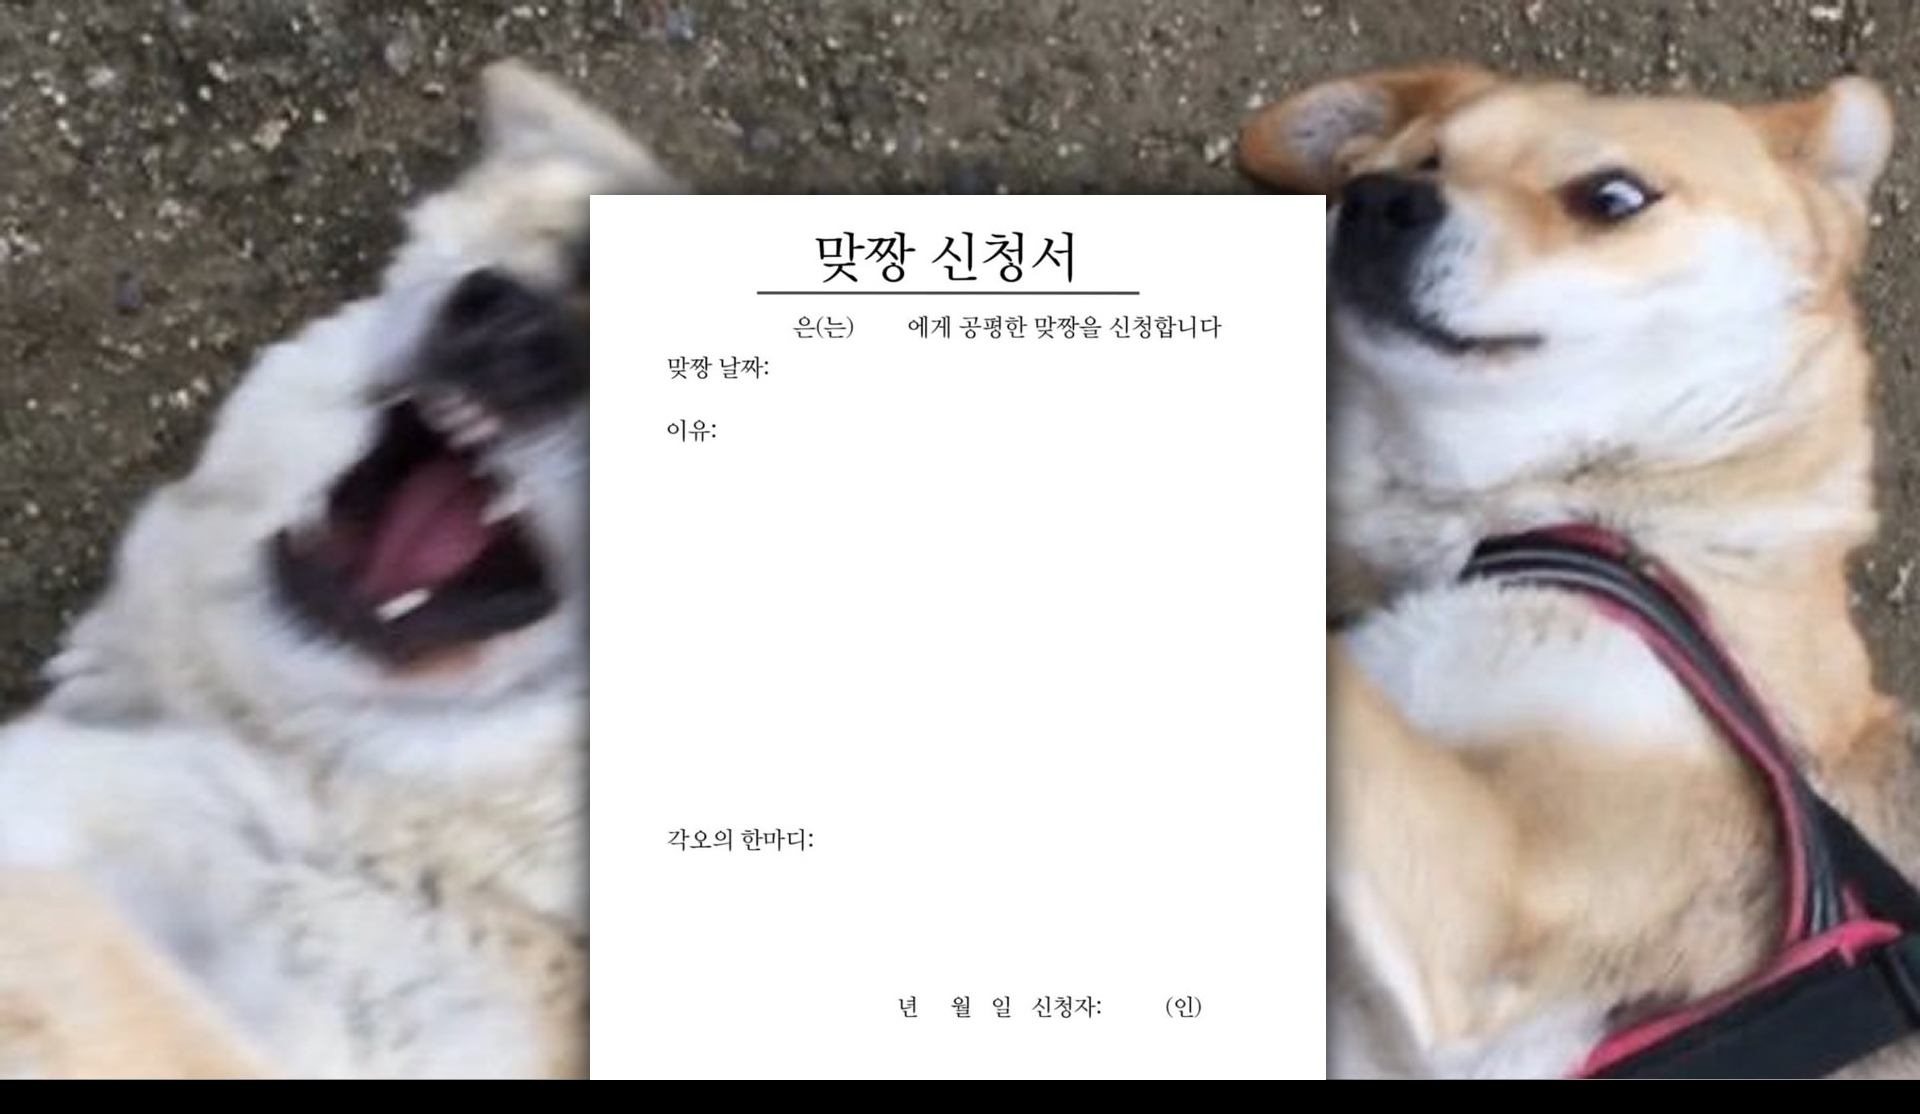 맞짱 신청서
은(는) 에게 공평한 맞짱을 신청합니다
맞짱 날짜:
이유:
각오의 한마디:
년 월 일 신청자: (인)